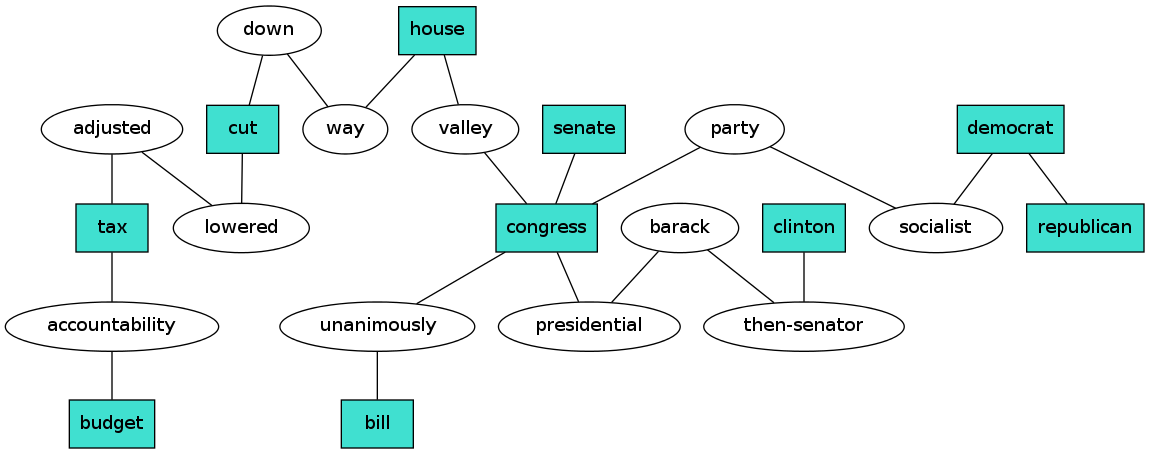 down
house
adjusted
cut
way
valley
senate
party
democrat
tax
lowered
congress
barack
clinton
socialist
republican
accountability
unanimously
presidential
then-senator
budget
bill